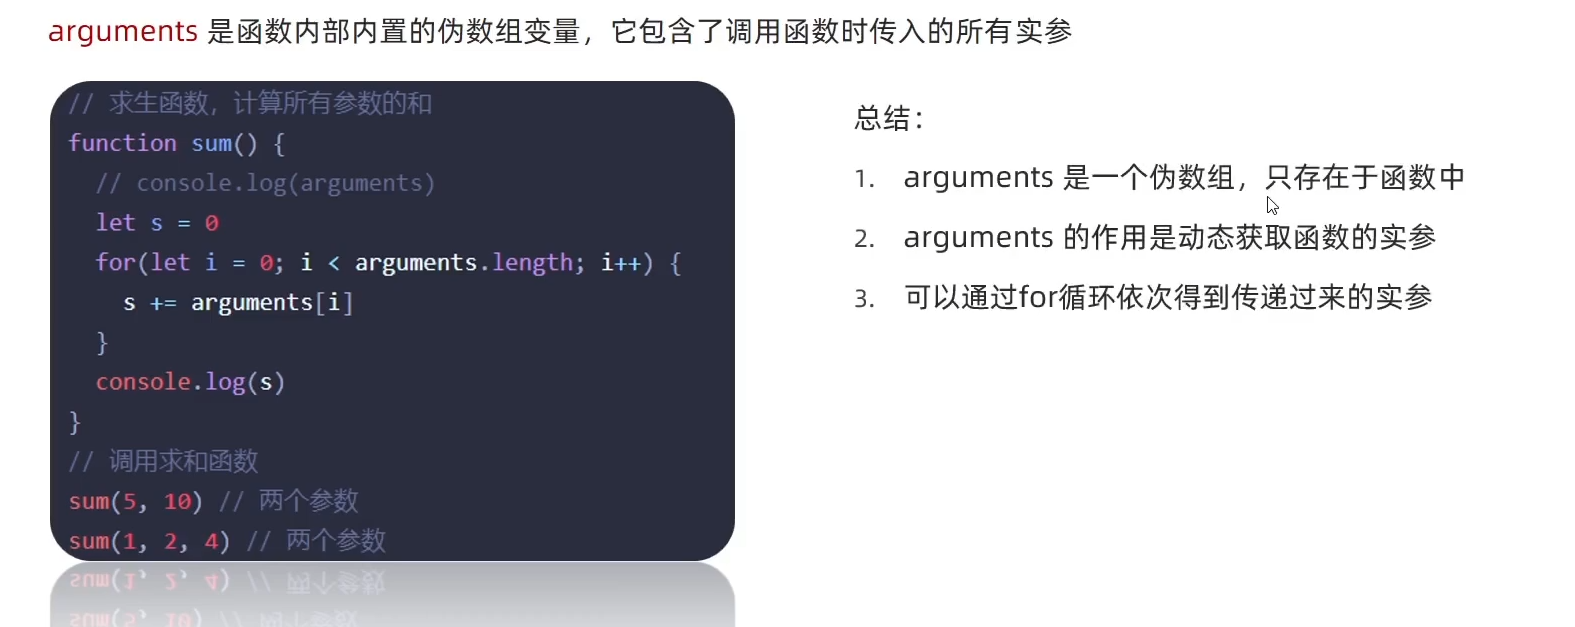 arguments 是函数内部内置的伪数组变量，它包含了调用函数时传入的所有实参
// 求生函数，计算所有参数的和
function sum() {
// console.log(arguments)
let s = 0
for(let i = 0; i < arguments.length; i++) {
s += arguments[i]
}
console.log(s)
}
// 调用求和函数
sum(5, 10) // 两个参数
sum(1, 2, 4) // 两个参数
总结：
1. arguments 是一个伪数组，只存在于函数中
2. arguments 的作用是动态获取函数的实参
3. 可以通过for循环依次得到传递过来的实参